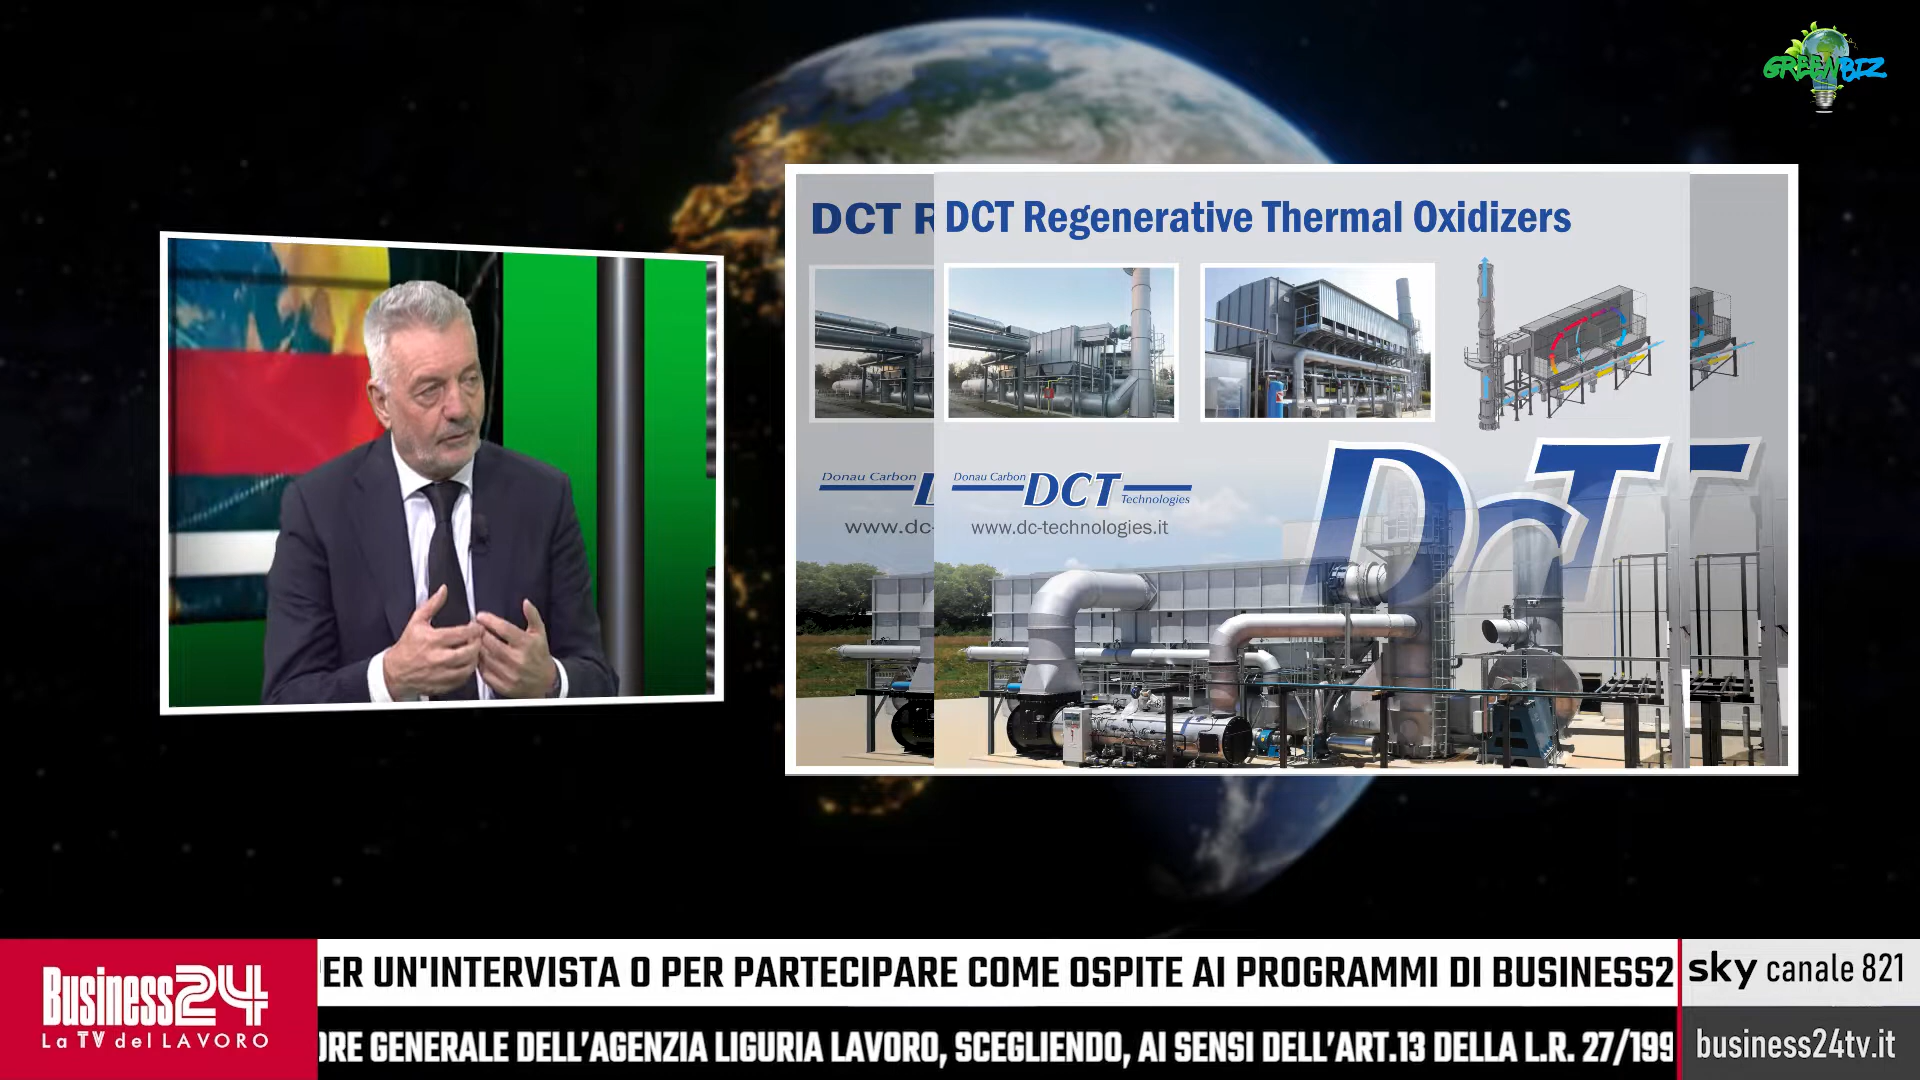 GREENBIZ
DCT R
DCT Regenerative Thermal Oxidizers
Donau Carbon
Donau Carbon DCT Technologies
www.dc-
www.dc-technologies.it
DCT
Business24
La TV del LAVORO
ER UN'INTERVISTA O PER PARTECIPARE COME OSPITE AI PROGRAMMI DI BUSINESS2
sky canale 821
ORE GENERALE DELL'AGENZIA LIGURIA LAVORO, SCEGLIENDO, AI SENSI DELL'ART.13 DELLA L.R. 27/199
business24tv.it